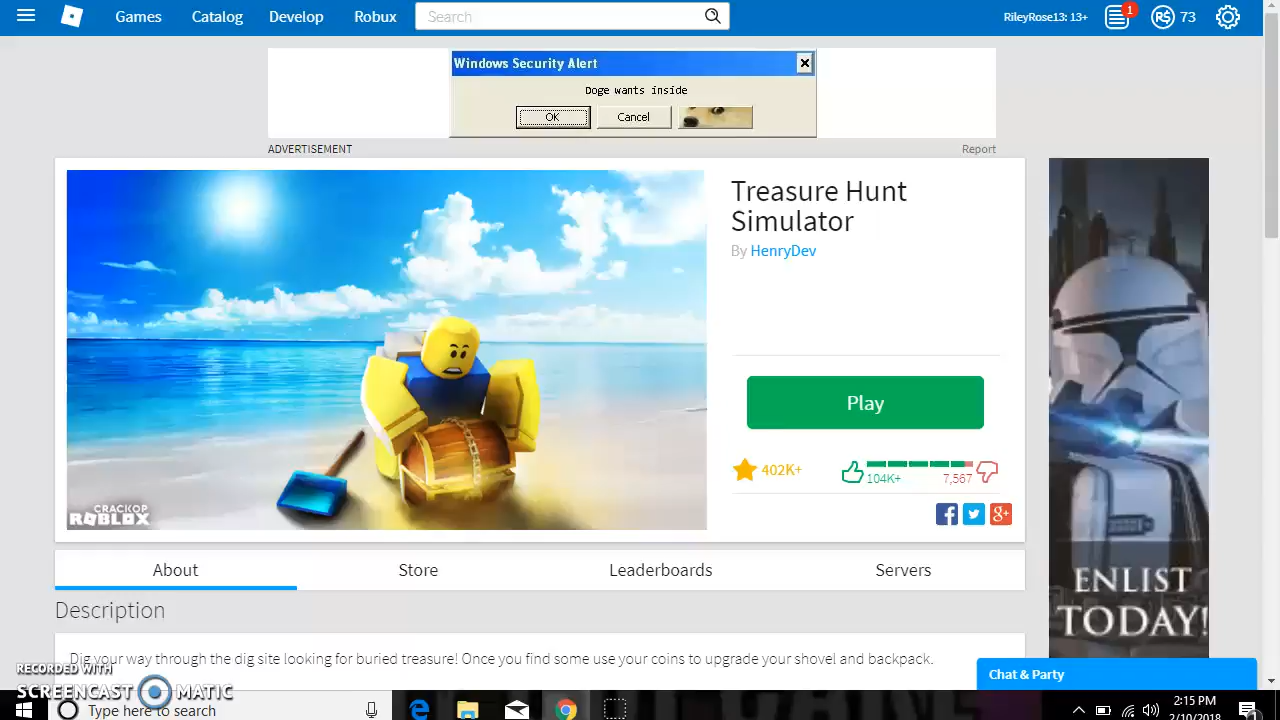 Games Catalog Develop Robux Search RileyRose13: 13+ 1 R$ 73
Windows Security Alert
Doge wants inside
OK Cancel
ADVERTISEMENT Report
Treasure Hunt
Simulator
By HenryDev
Play
402K+ 104K+ 7,567
CRACKOP
ROBLOX
f g+
About Store Leaderboards Servers
Description
Dig your way through the dig site looking for buried treasure! Once you find some use your coins to upgrade your shovel and backpack.
ENLIST
TODAY!
Chat & Party
RECORDED WITH
SCREENCAST MATIC
Type here to search
2:15 PM
2/10/2018
1